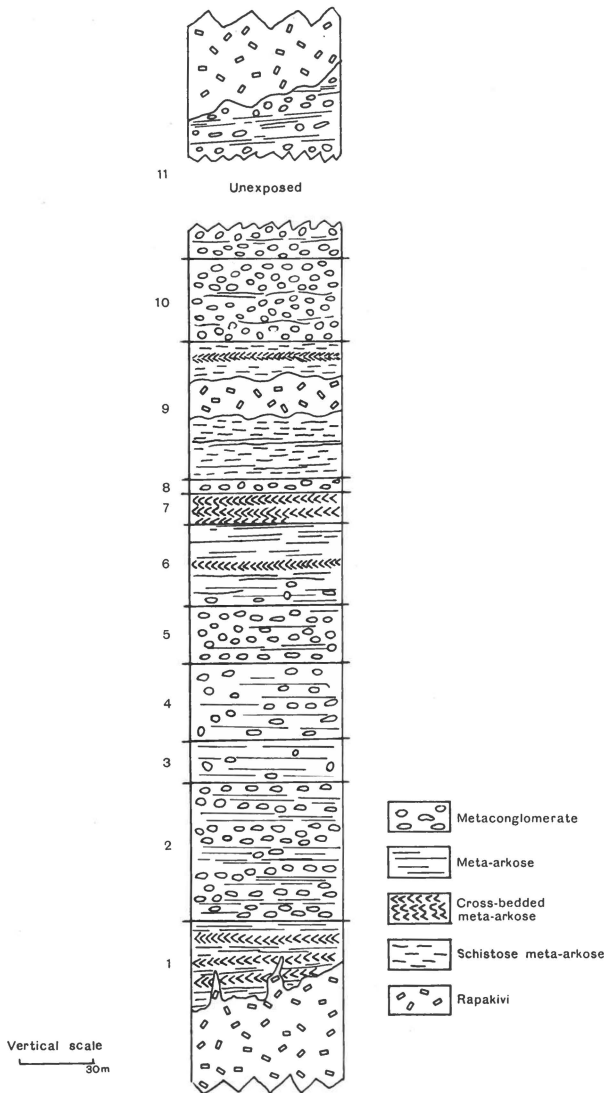 11
Unexposed
10
9
8
7
6
5
4
3
2
1
Metaconglomerate
Meta-arkose
Cross-bedded
meta-arkose
Schistose meta-arkose
Rapakivi
Vertical scale
30m